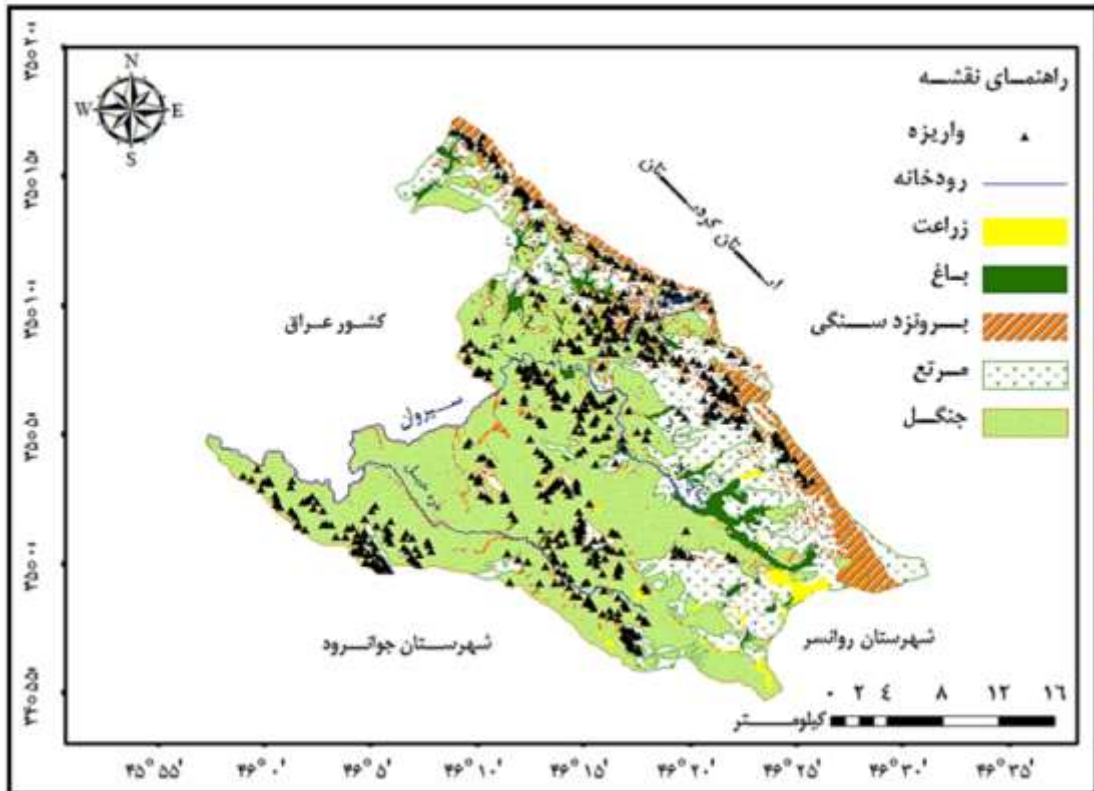 راهنمای نقشه
واریزه
رودخانه
زراعت
باغ
برونزد سنگی
مرتع
جنگل
N
W E
S
استان کردستان
کشور عراق
سیروان
شهرستان جوانرود
شهرستان روانسر
۰ ۲ ٤ ۸ ۱۲ ۱۶
کیلومتر
۴۵°۵۵' ۴۶°۰' ۴۶°۵' ۴۶°۱۰' ۴۶°۱۵' ۴۶°۲۰' ۴۶°۲۵' ۴۶°۳۰' ۴۶°۳۵'